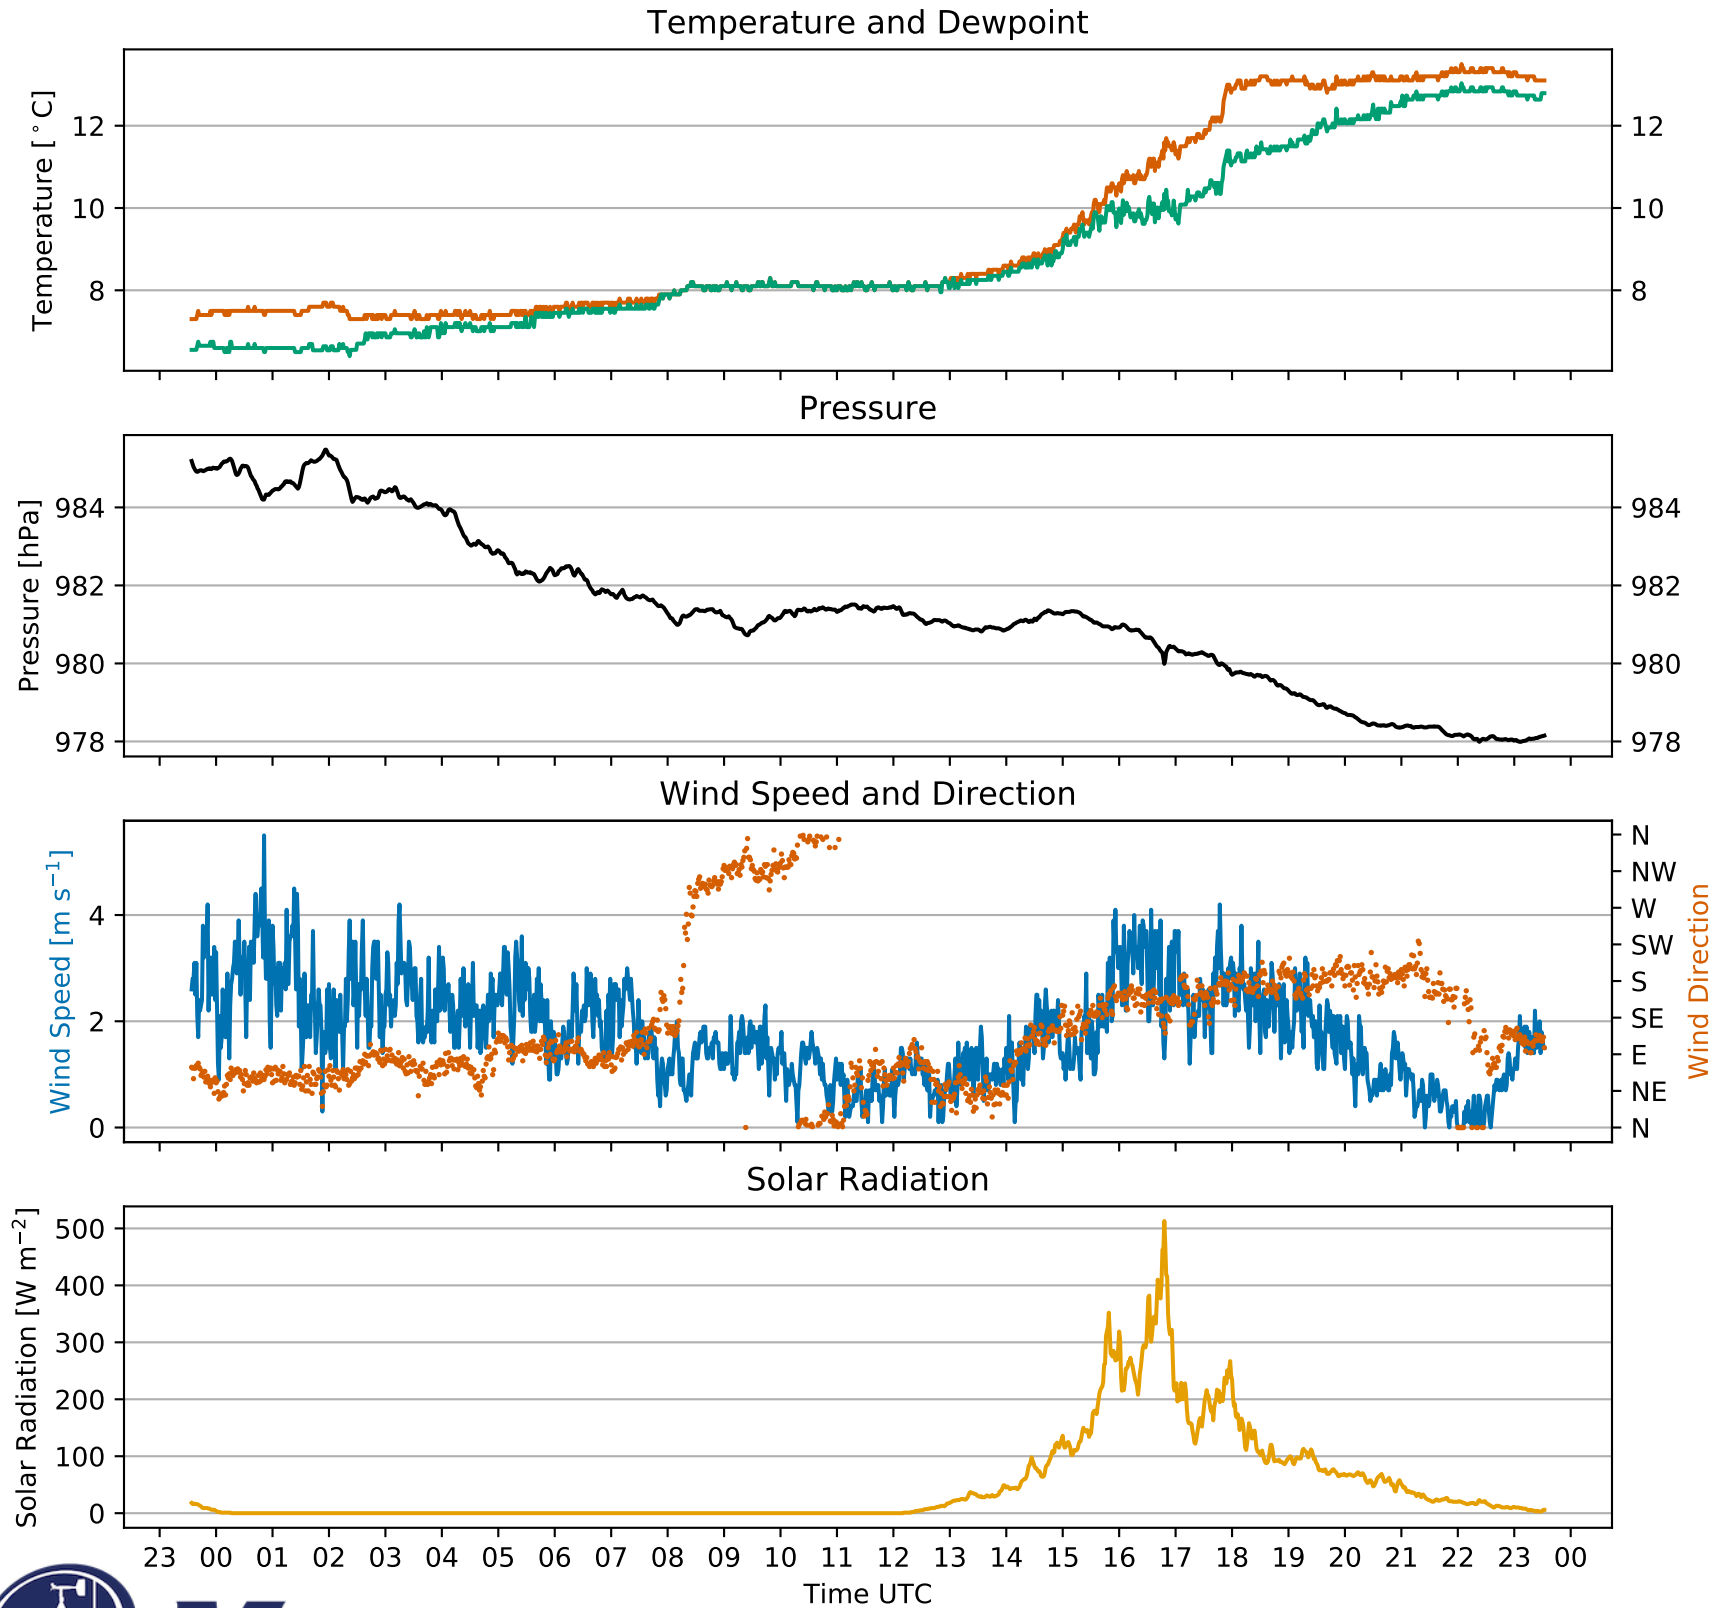 Temperature and Dewpoint
Temperature [°C]
12 12
10 10
8 8
Pressure
Pressure [hPa]
984 984
982 982
980 980
978 978
Wind Speed and Direction
Wind Speed [m s⁻¹]
Wind Direction
N
NW
4 W
SW
S
2 SE
E
NE
0 N
Solar Radiation
Solar Radiation [W m⁻²]
500
400
300
200
100
0
23 00 01 02 03 04 05 06 07 08 09 10 11 12 13 14 15 16 17 18 19 20 21 22 23 00
Time UTC